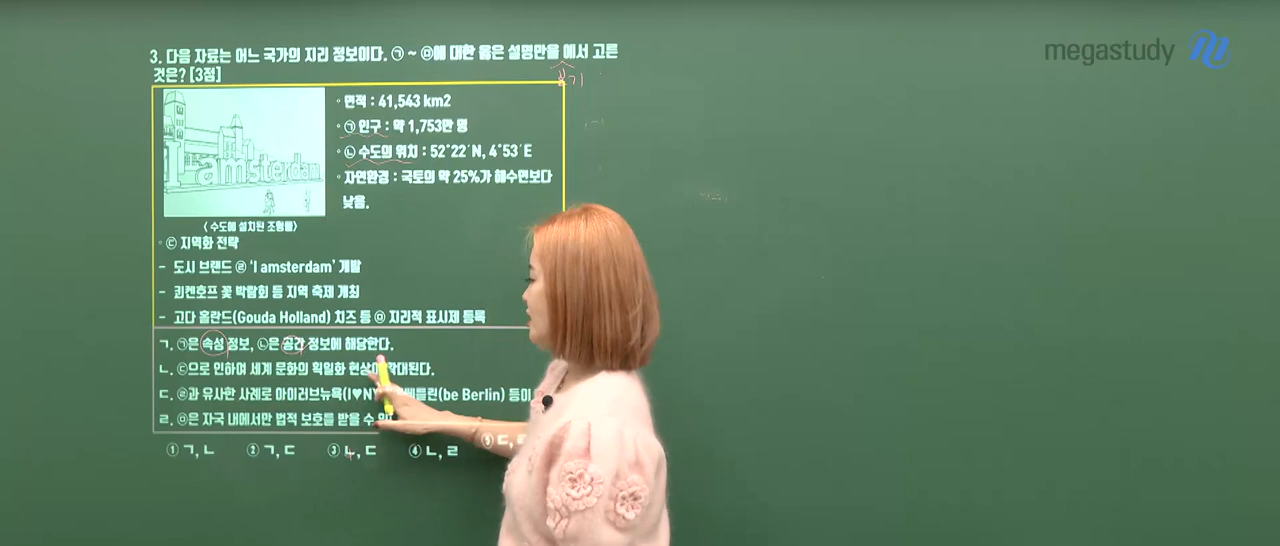 megastudy
3. 다음 자료는 어느 국가의 지리 정보이다. ㉠ ~ ㉤에 대한 옳은 설명만을 에서 고른
것은? [3점]
보기
I amsterdam
◦ 면적 : 41,543 km2
◦ ㉠ 인구 : 약 1,753만 명
◦ ㉡ 수도의 위치 : 52°22′N, 4°53′E
◦ 자연환경 : 국토의 약 25%가 해수면보다
낮음.
〈 수도에 설치된 조형물〉
◦ ㉢ 지역화 전략
- 도시 브랜드 ㉣ ‘I amsterdam’ 개발
- 쾨켄호프 꽃 박람회 등 지역 축제 개최
- 고다 홀란드(Gouda Holland) 치즈 등 ㉤ 지리적 표시제 등록
ㄱ. ㉠은 속성 정보, ㉡은 공간 정보에 해당한다.
ㄴ. ㉢으로 인하여 세계 문화의 획일화 현상이 확대된다.
ㄷ. ㉣과 유사한 사례로 아이러브뉴욕(I♥NY) (be Berlin) 등이
ㄹ. ㉤은 자국 내에서만 법적 보호를 받을 수
① ㄱ, ㄴ ② ㄱ, ㄷ ③ ㄴ, ㄷ ④ ㄴ, ㄹ ⑤ ㄷ,